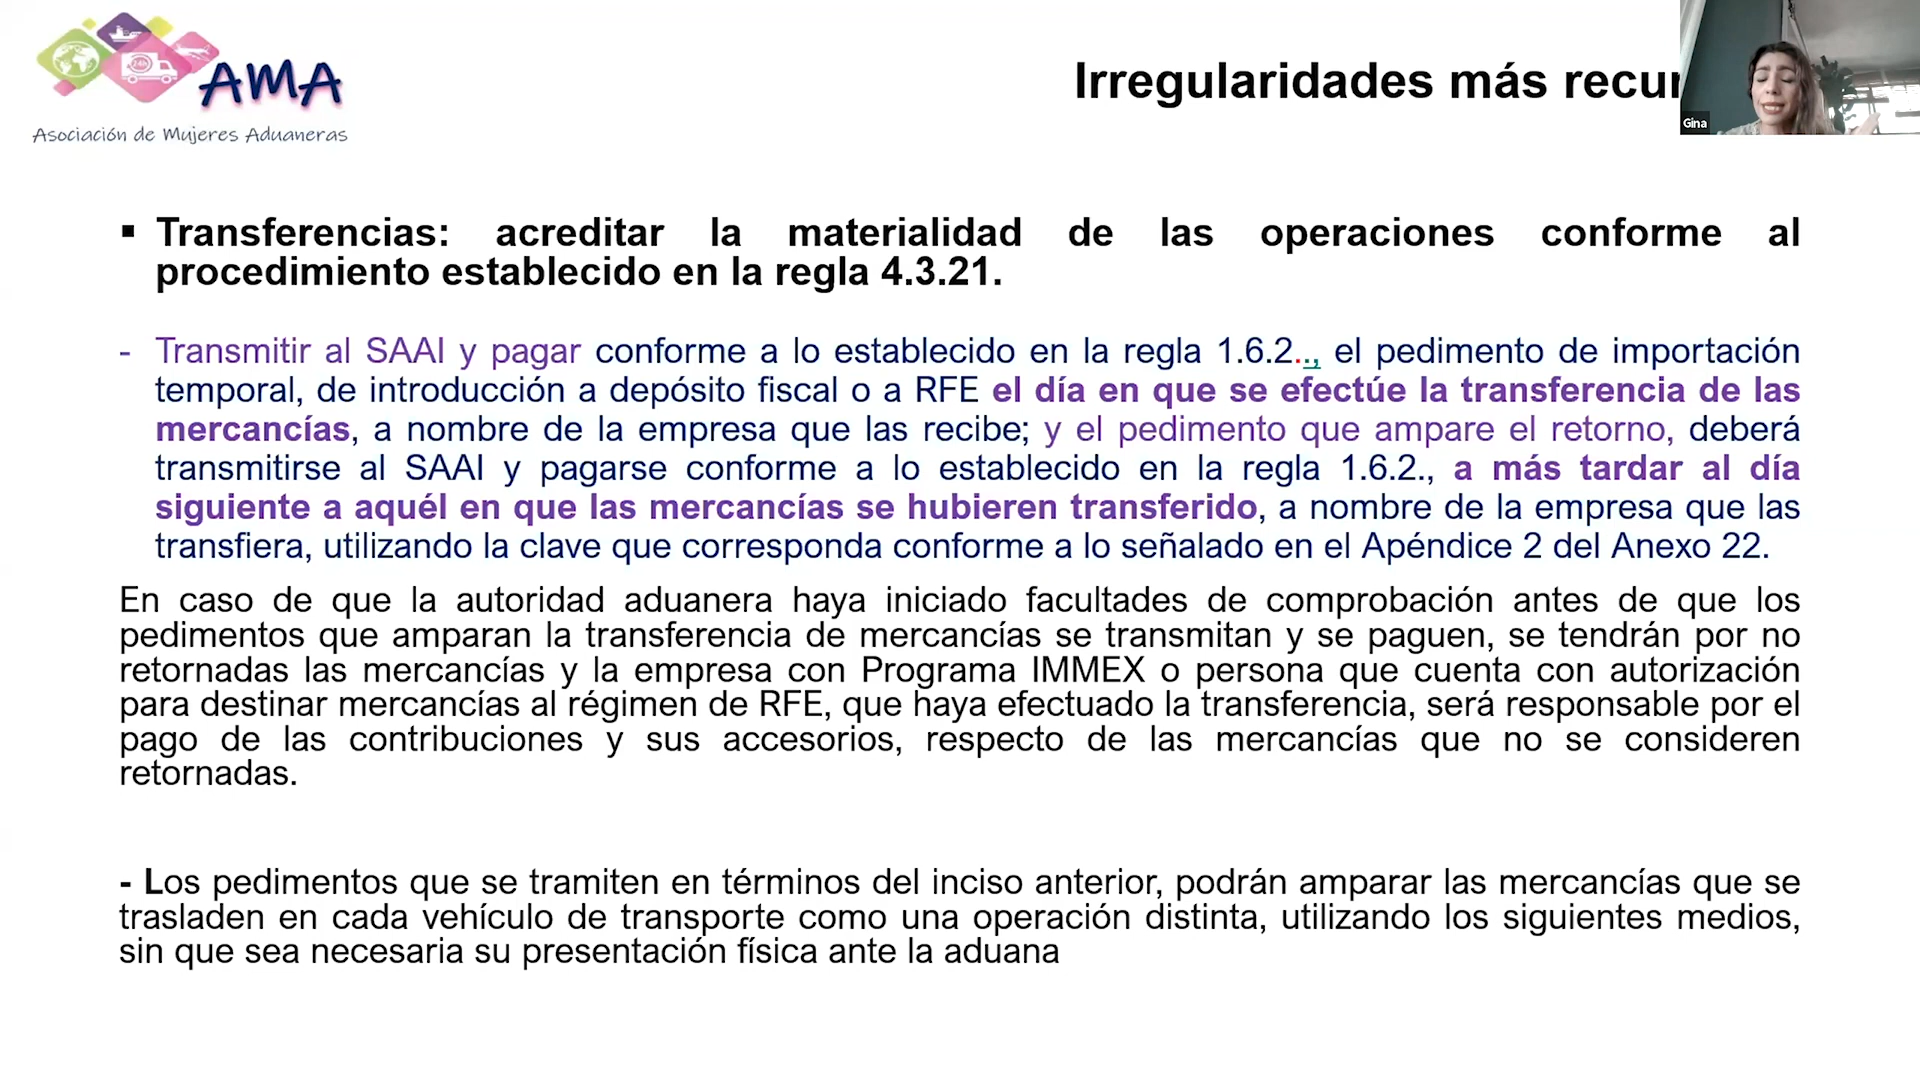 AMA
Asociación de Mujeres Aduaneras
Irregularidades más recur
Gina
▪ Transferencias: acreditar la materialidad de las operaciones conforme al
procedimiento establecido en la regla 4.3.21.
- Transmitir al SAAI y pagar conforme a lo establecido en la regla 1.6.2..., el pedimento de importación
temporal, de introducción a depósito fiscal o a RFE el día en que se efectúe la transferencia de las
mercancías, a nombre de la empresa que las recibe; y el pedimento que ampare el retorno, deberá
transmitirse al SAAI y pagarse conforme a lo establecido en la regla 1.6.2., a más tardar al día
siguiente a aquél en que las mercancías se hubieren transferido, a nombre de la empresa que las
transfiera, utilizando la clave que corresponda conforme a lo señalado en el Apéndice 2 del Anexo 22.
En caso de que la autoridad aduanera haya iniciado facultades de comprobación antes de que los
pedimentos que amparan la transferencia de mercancías se transmitan y se paguen, se tendrán por no
retornadas las mercancías y la empresa con Programa IMMEX o persona que cuenta con autorización
para destinar mercancías al régimen de RFE, que haya efectuado la transferencia, será responsable por el
pago de las contribuciones y sus accesorios, respecto de las mercancías que no se consideren
retornadas.
- Los pedimentos que se tramiten en términos del inciso anterior, podrán amparar las mercancías que se
trasladen en cada vehículo de transporte como una operación distinta, utilizando los siguientes medios,
sin que sea necesaria su presentación física ante la aduana